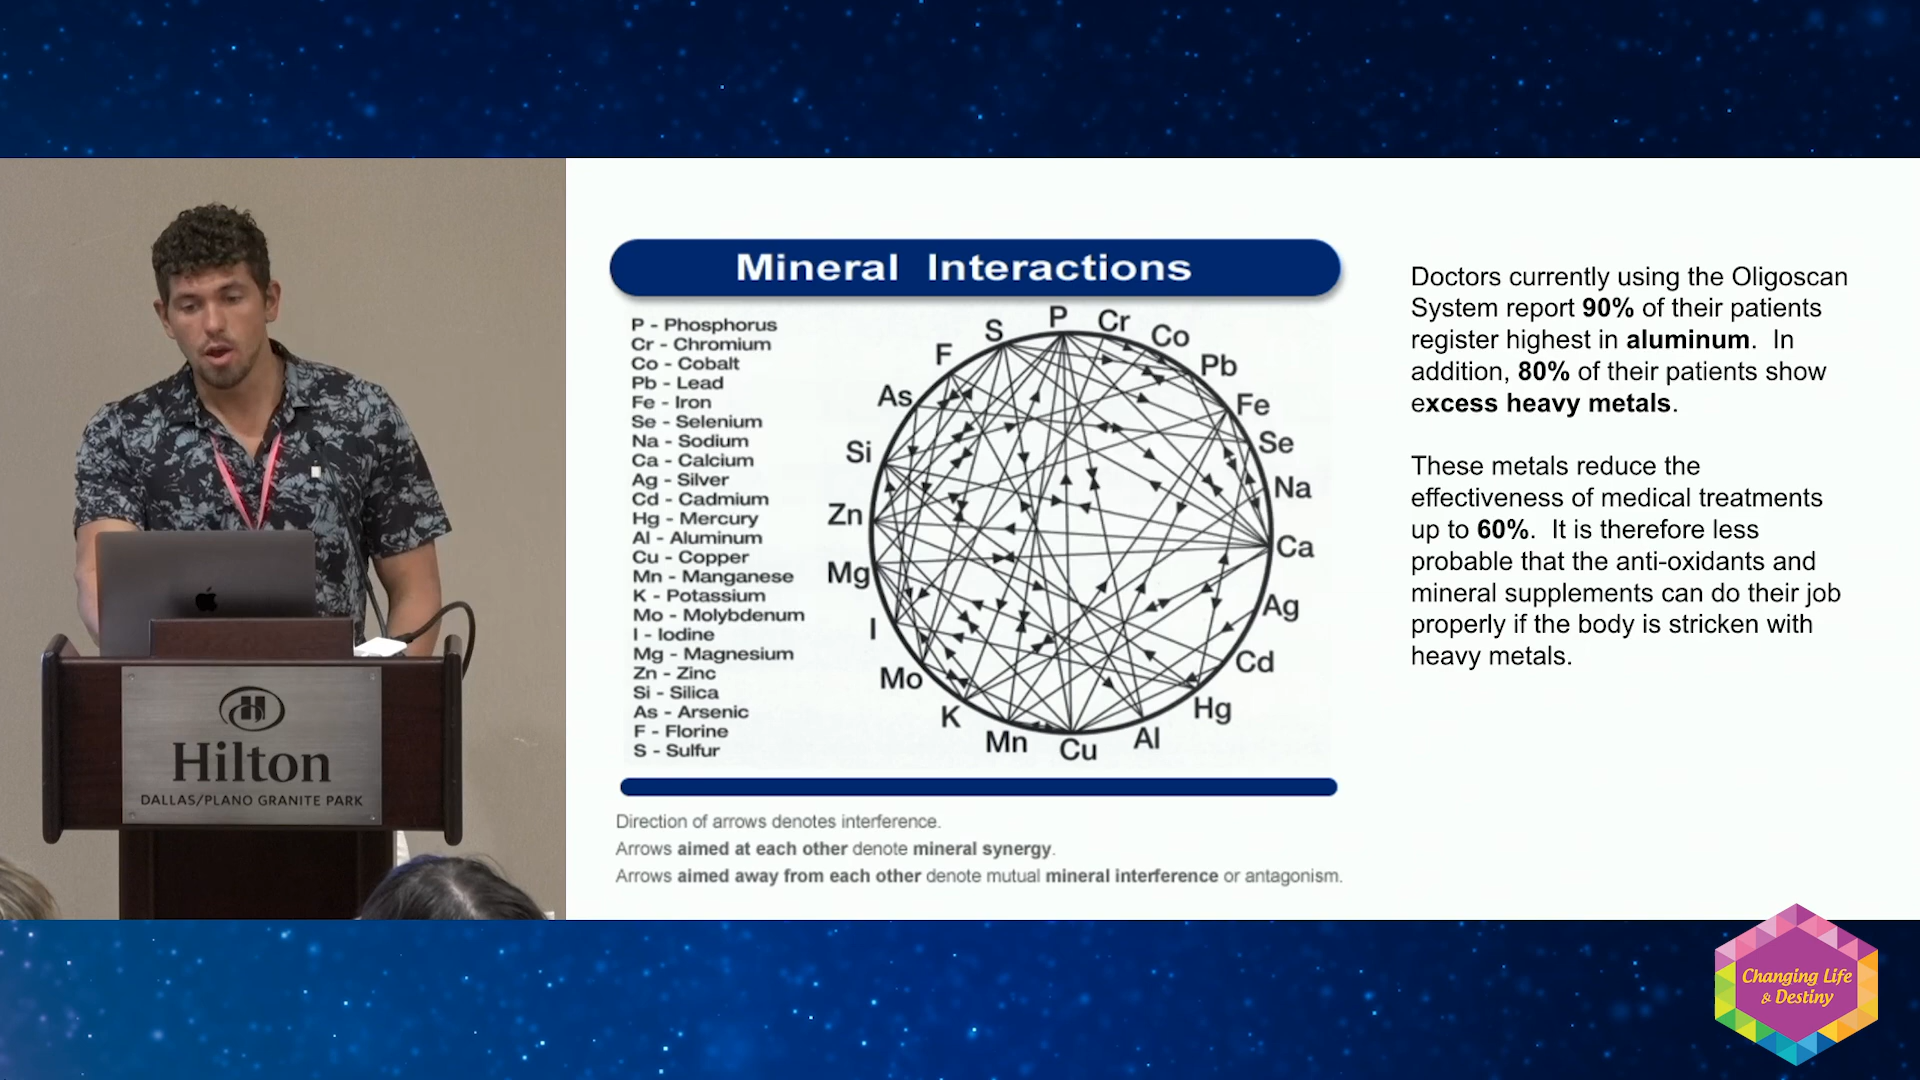 Mineral Interactions
P - Phosphorus
Cr - Chromium
Co - Cobalt
Pb - Lead
Fe - Iron
Se - Selenium
Na - Sodium
Ca - Calcium
Ag - Silver
Cd - Cadmium
Hg - Mercury
Al - Aluminum
Cu - Copper
Mn - Manganese
K - Potassium
Mo - Molybdenum
I - Iodine
Mg - Magnesium
Zn - Zinc
Si - Silica
As - Arsenic
F - Florine
S - Sulfur
P
Cr
Co
Pb
Fe
Se
Na
Ca
Ag
Cd
Hg
Al
Cu
Mn
K
Mo
I
Mg
Zn
Si
As
F
S
Direction of arrows denotes interference.
Arrows aimed at each other denote mineral synergy.
Arrows aimed away from each other denote mutual mineral interference or antagonism.
Doctors currently using the Oligoscan
System report 90% of their patients
register highest in aluminum. In
addition, 80% of their patients show
excess heavy metals.
These metals reduce the
effectiveness of medical treatments
up to 60%. It is therefore less
probable that the anti-oxidants and
mineral supplements can do their job
properly if the body is stricken with
heavy metals.
Hilton
DALLAS/PLANO GRANITE PARK
Changing Life
& Destiny